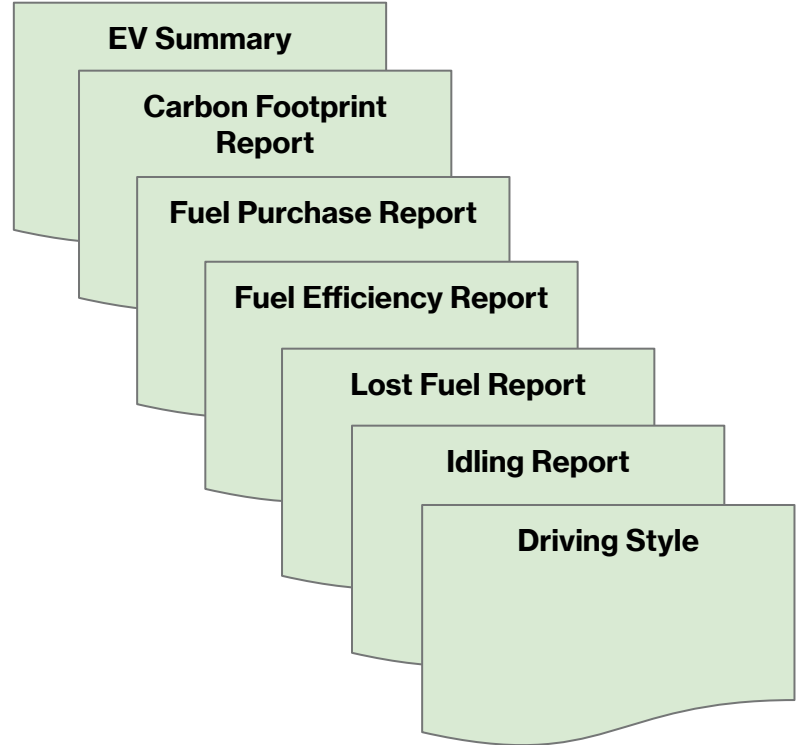 EV Summary
Carbon Footprint
Report
Fuel Purchase Report
Fuel Efficiency Report
Lost Fuel Report
Idling Report
Driving Style